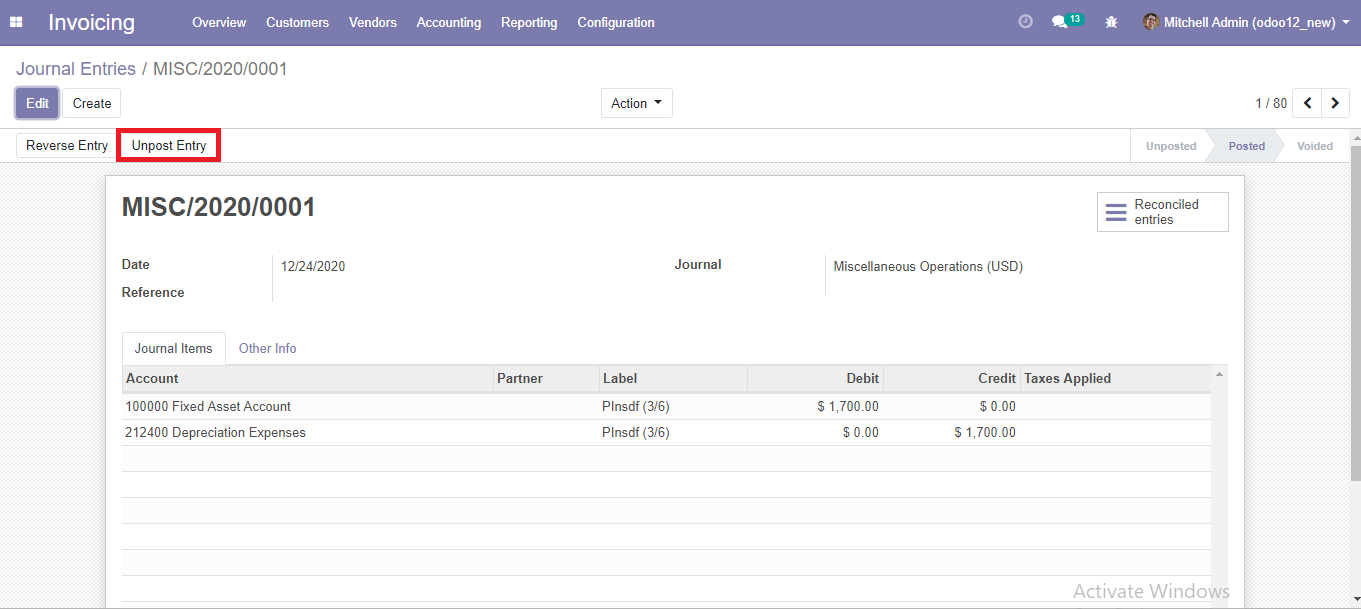 Invoicing Overview Customers Vendors Accounting Reporting Configuration 13 Mitchell Admin (odoo12_new)
Journal Entries / MISC/2020/0001
Edit Create Action 1 / 80
Reverse Entry Unpost Entry Unposted Posted Voided
MISC/2020/0001
Reconciled
entries
Date 12/24/2020 Journal Miscellaneous Operations (USD)
Reference
Journal Items Other Info
Account Partner Label Debit Credit Taxes Applied
100000 Fixed Asset Account PInsdf (3/6) $ 1,700.00 $ 0.00
212400 Depreciation Expenses PInsdf (3/6) $ 0.00 $ 1,700.00
Activate Windows